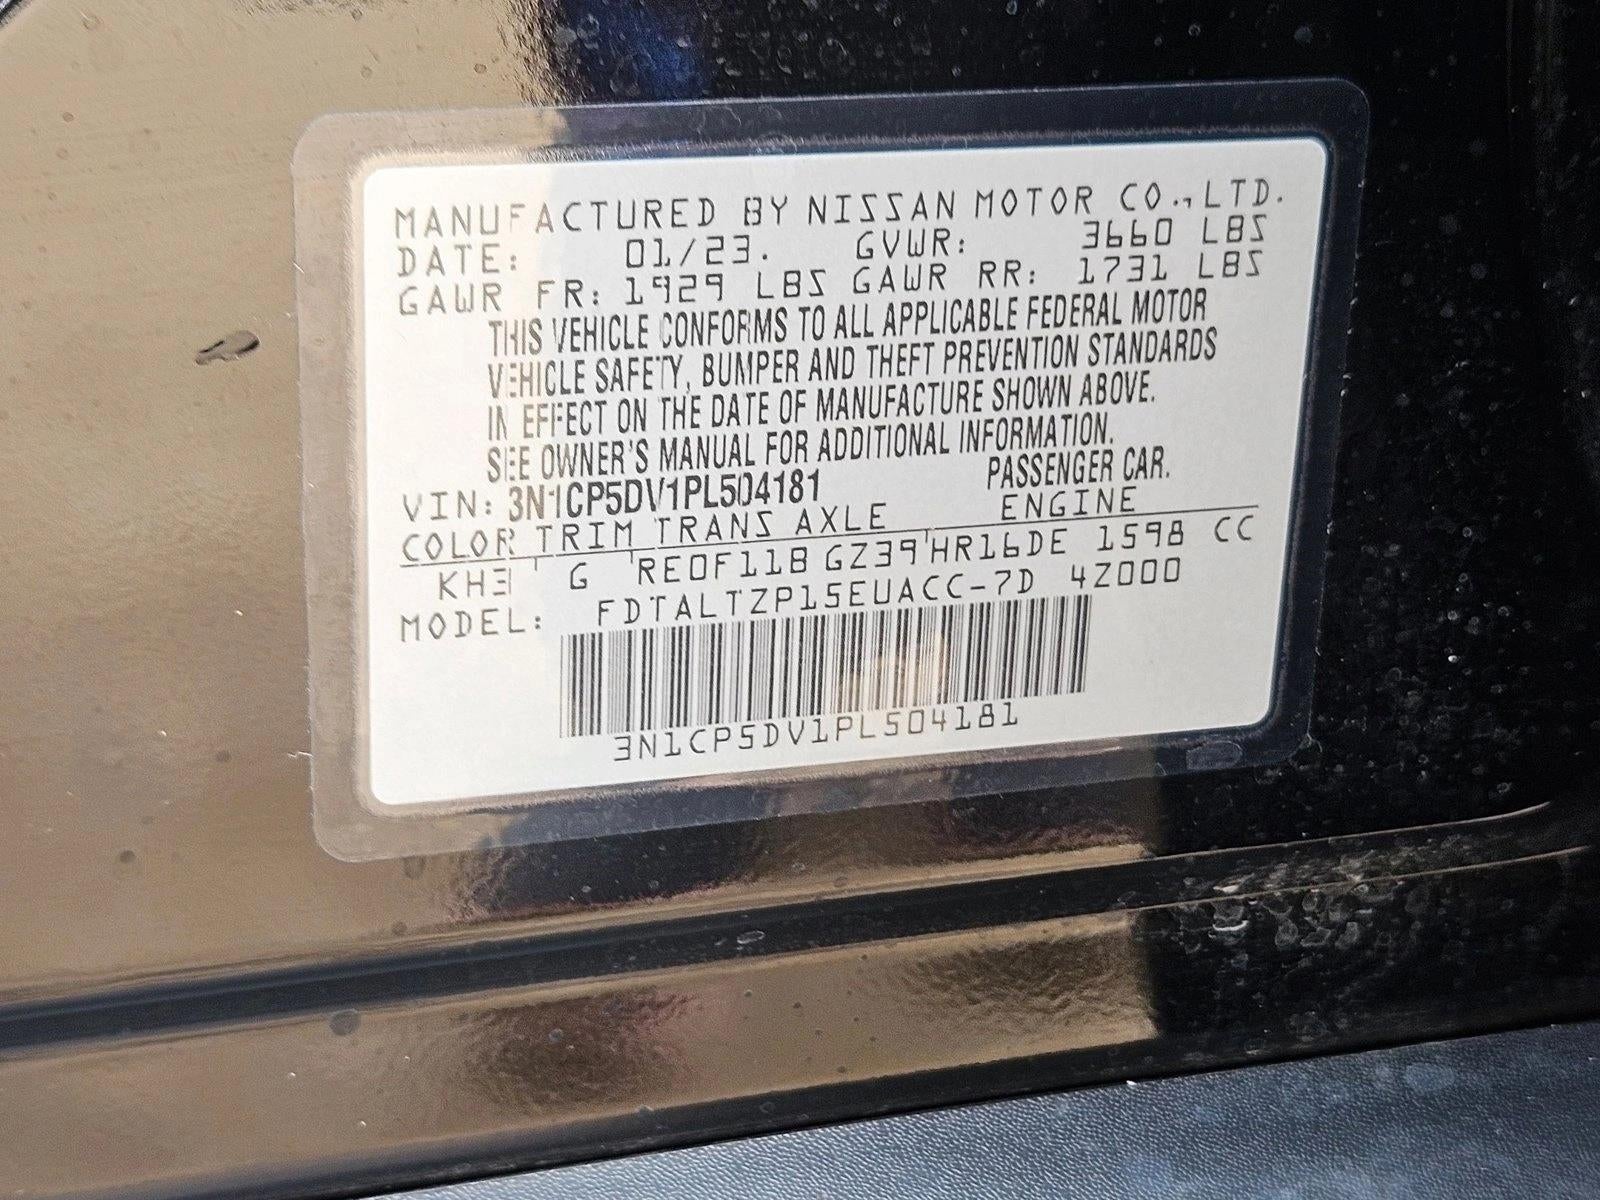 MANUFACTURED BY NISSAN MOTOR CO., LTD.
DATE: 01/23. GVWR: 3660 LBS
GAWR FR: 1929 LBS GAWR RR: 1731 LBS
THIS VEHICLE CONFORMS TO ALL APPLICABLE FEDERAL MOTOR
VEHICLE SAFETY, BUMPER AND THEFT PREVENTION STANDARDS
IN EFFECT ON THE DATE OF MANUFACTURE SHOWN ABOVE.
SEE OWNER'S MANUAL FOR ADDITIONAL INFORMATION.
VIN: 3N1CP5DV1PL504181 PASSENGER CAR.
COLOR TRIM TRANS AXLE ENGINE
KH3 G RE0F11B GZ39 HR16DE 1598 CC
MODEL: FDTALTZP15EUACC-7D 4Z000
3N1CP5DV1PL504181